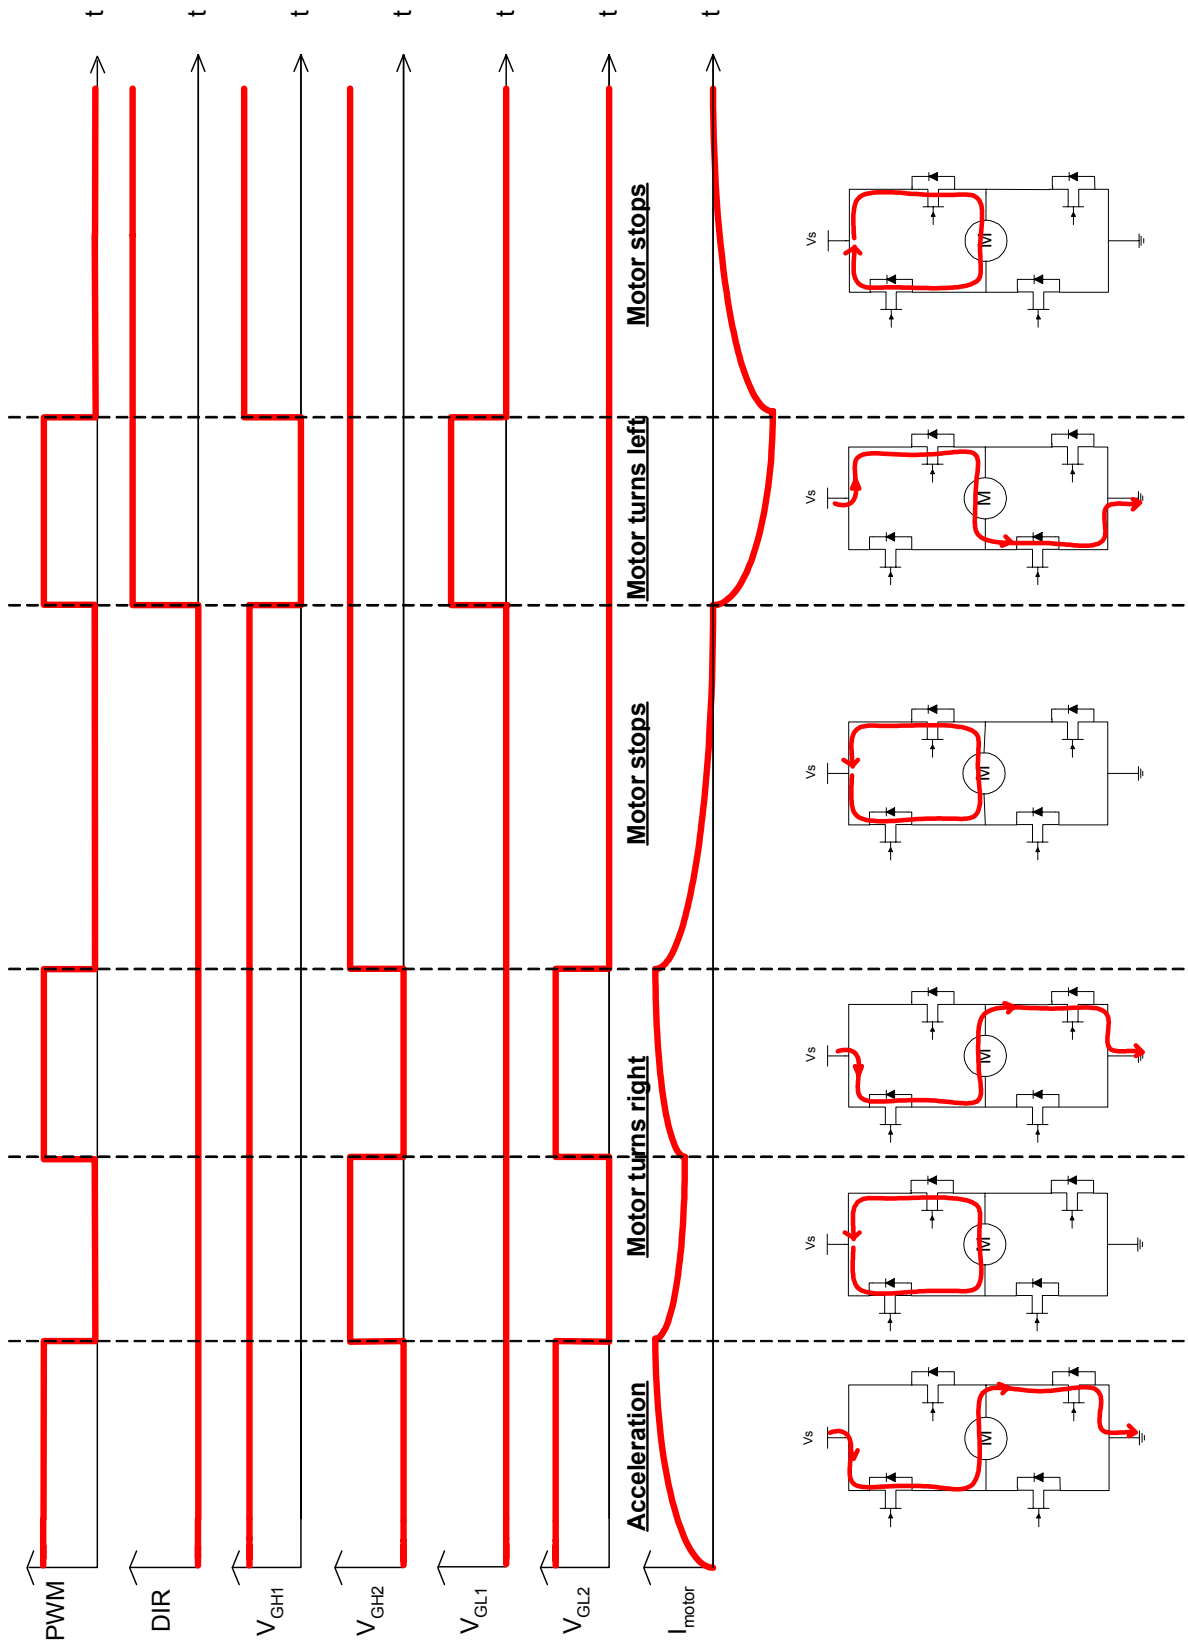 PWM
t
DIR
t
VGH1
t
VGH2
t
VGL1
t
VGL2
t
Acceleration
Motor turns right
Motor stops
Motor turns left
Motor stops
Imotor
t
Vs
Vs
Vs
Vs
Vs
Vs
M
M
M
M
M
M